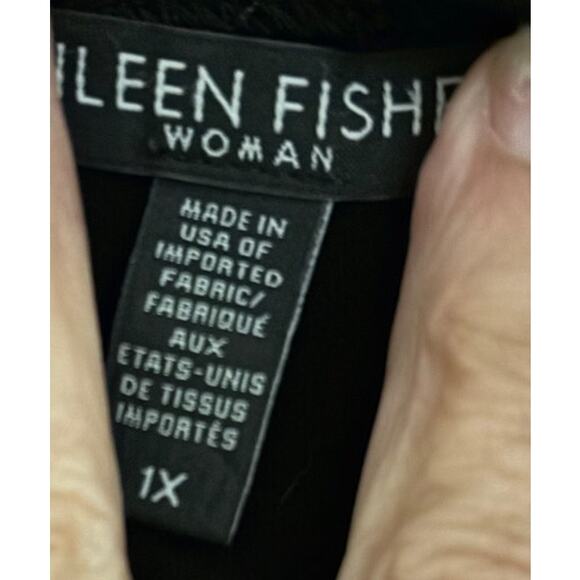 ILEEN FISHE
WOMAN
MADE IN
USA OF
IMPORTED
FABRIC/
FABRIQUÉ
AUX
ETATS-UNIS
DE TISSUS
IMPORTÉS
1X